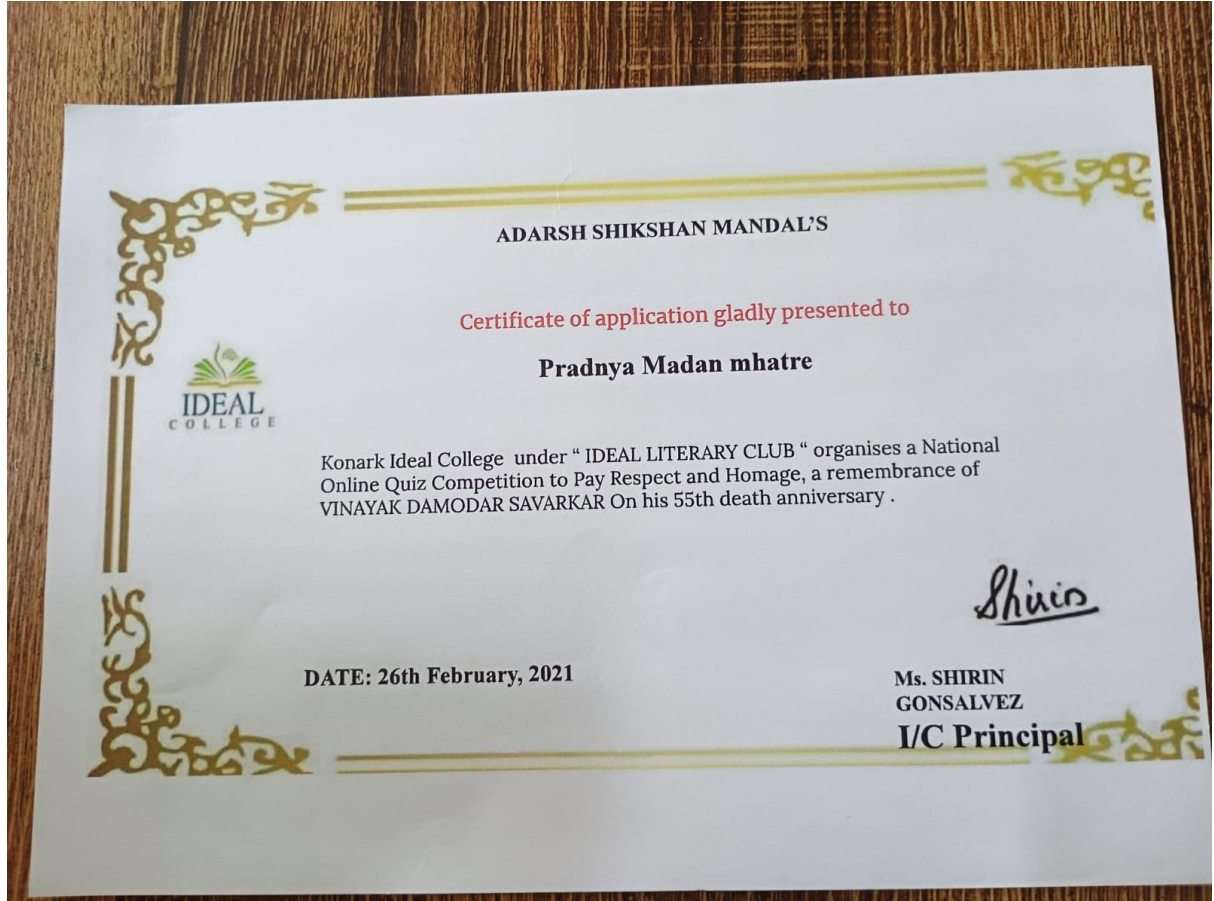 ADARSH SHIKSHAN MANDAL'S
Certificate of application gladly presented to
Pradnya Madan mhatre
IDEAL
COLLEGE
Konark Ideal College under “ IDEAL LITERARY CLUB “ organises a National
Online Quiz Competition to Pay Respect and Homage, a remembrance of
VINAYAK DAMODAR SAVARKAR On his 55th death anniversary .
Shirin
DATE: 26th February, 2021
Ms. SHIRIN
GONSALVEZ
I/C Principal